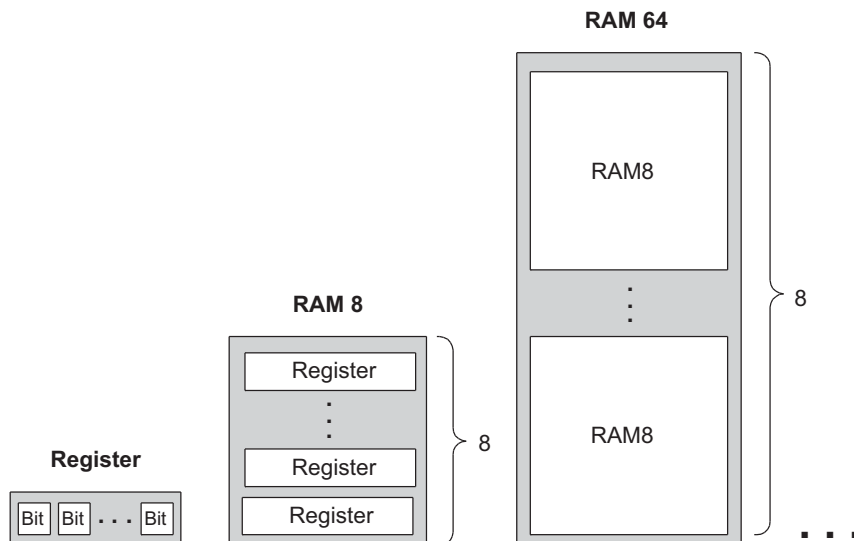 RAM 64
RAM8
8
RAM8
RAM 8
Register
Register
Register
8
Register
Bit Bit . . . Bit
. . .